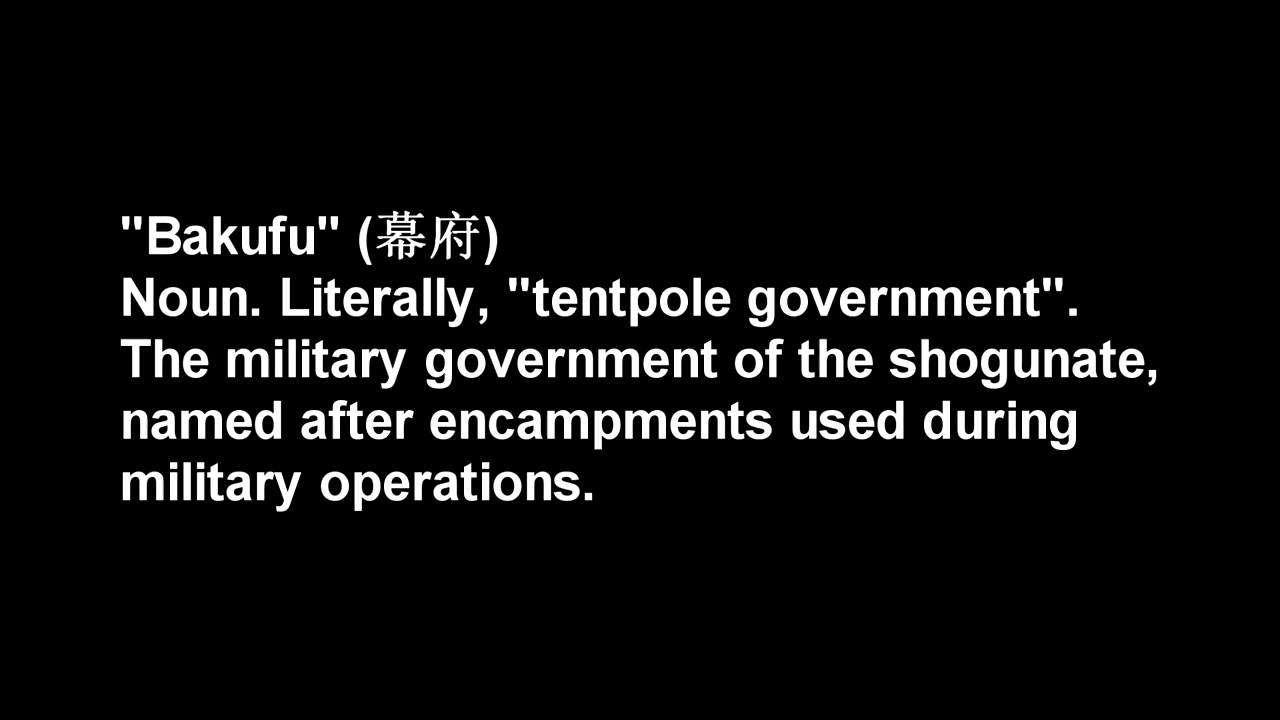 "Bakufu" (幕府)
Noun. Literally, "tentpole government".
The military government of the shogunate,
named after encampments used during
military operations.